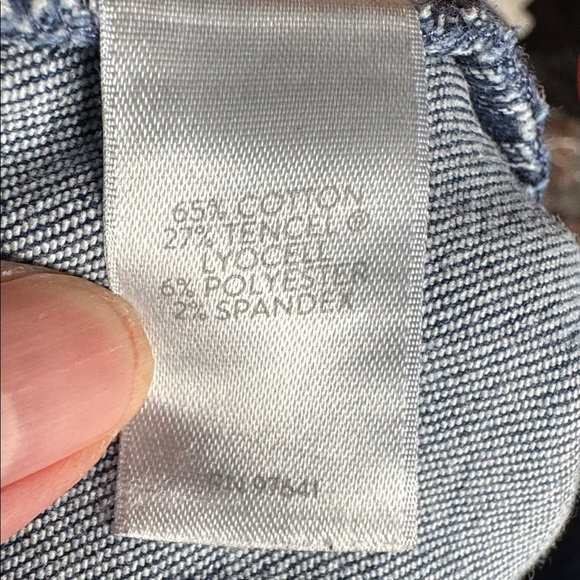 65% COTTON
27% TENCEL®
LYOCELL
6% POLYESTER
2% SPANDEX
RN 97641